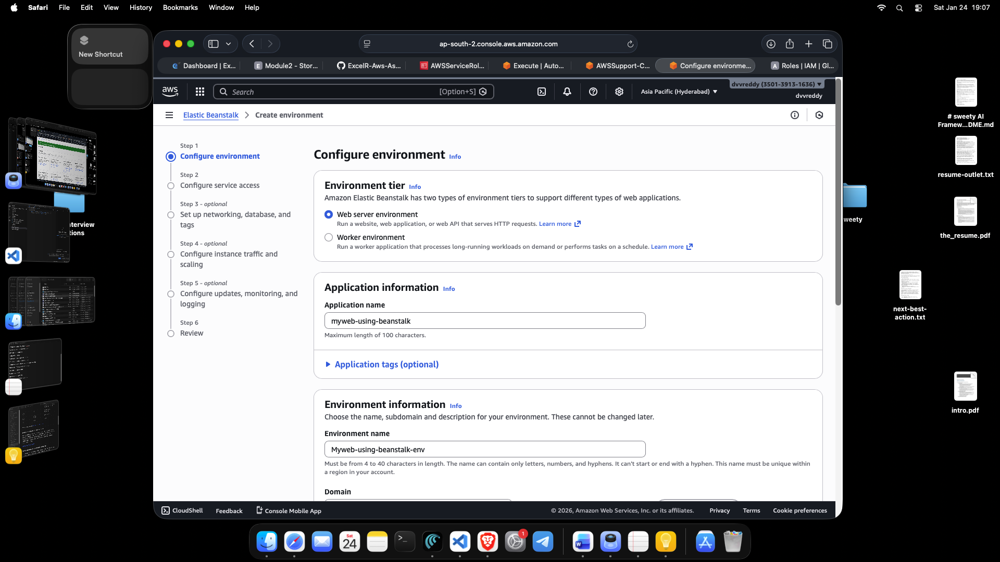 Safari File Edit View History Bookmarks Window Help
Sat Jan 24 19:07
New Shortcut
ap-south-2.console.aws.amazon.com
Dashboard | Ex...
Module2 - Stor...
ExcelR-Aws-As...
AWSServiceRol...
Execute | Auto...
AWSSupport-C...
Configure environme...
Roles | IAM | Gl...
aws
Search
[Option+S]
Asia Pacific (Hyderabad)
dvvreddy (3501-3913-1636)
dvvreddy
Elastic Beanstalk
Create environment
Step 1
Configure environment
Step 2
Configure service access
Step 3 - optional
Set up networking, database, and
tags
Step 4 - optional
Configure instance traffic and
scaling
Step 5 - optional
Configure updates, monitoring, and
logging
Step 6
Review
Configure environment Info
Environment tier Info
Amazon Elastic Beanstalk has two types of environment tiers to support different types of web applications.
Web server environment
Run a website, web application, or web API that serves HTTP requests. Learn more
Worker environment
Run a worker application that processes long-running workloads on demand or performs tasks on a schedule. Learn more
Application information Info
Application name
myweb-using-beanstalk
Maximum length of 100 characters.
Application tags (optional)
Environment information Info
Choose the name, subdomain and description for your environment. These cannot be changed later.
Environment name
Myweb-using-beanstalk-env
Must be from 4 to 40 characters in length. The name can contain only letters, numbers, and hyphens. It can't start or end with a hyphen. This name must be unique within
a region in your account.
Domain
CloudShell
Feedback
Console Mobile App
© 2026, Amazon Web Services, Inc. or its affiliates.
Privacy
Terms
Cookie preferences
nterview
tions
# sweety AI
Framew...DME.md
resume-outlet.txt
weety
the_resume.pdf
next-best-
action.txt
intro.pdf
Sat
24
1